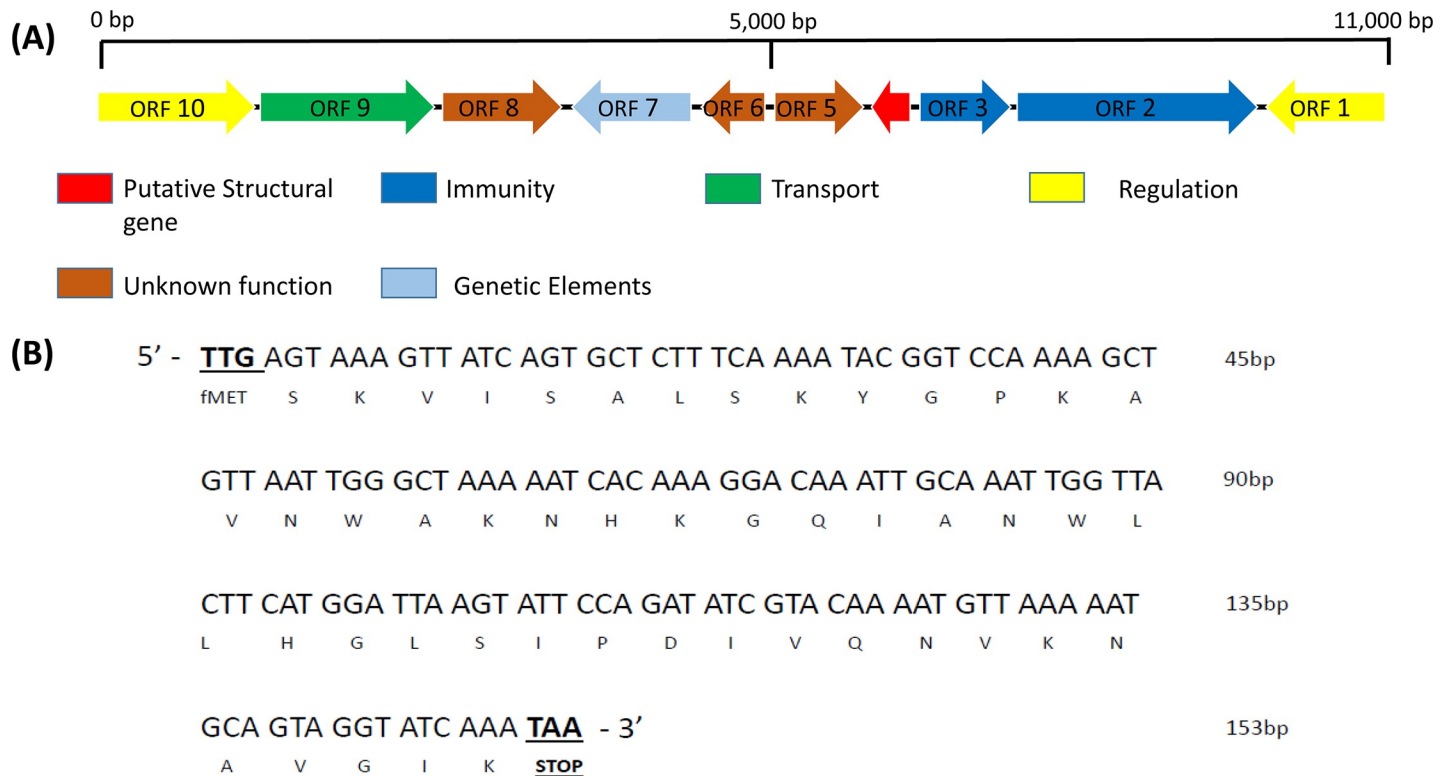 (A)
0 bp 5,000 bp 11,000 bp
ORF 10 ORF 9 ORF 8 ORF 7 ORF 6 ORF 5 ORF 3 ORF 2 ORF 1
Putative Structural gene Immunity Transport Regulation
Unknown function Genetic Elements
(B)
5’ - TTG AGT AAA GTT ATC AGT GCT CTT TCA AAA TAC GGT CCA AAA GCT 45bp
fMET S K V I S A L S K Y G P K A
GTT AAT TGG GCT AAA AAT CAC AAA GGA CAA ATT GCA AAT TGG TTA 90bp
V N W A K N H K G Q I A N W L
CTT CAT GGA TTA AGT ATT CCA GAT ATC GTA CAA AAT GTT AAA AAT 135bp
L H G L S I P D I V Q N V K N
GCA GTA GGT ATC AAA TAA - 3’ 153bp
A V G I K STOP